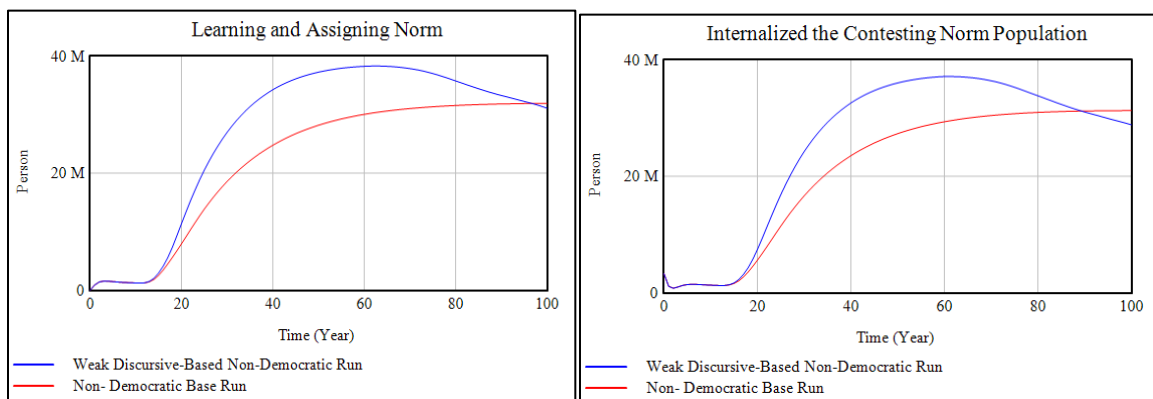 Learning and Assigning Norm
40 M
20 M
0
Person
0 20 40 60 80 100
Time (Year)
Weak Discursive-Based Non-Democratic Run
Non- Democratic Base Run
Internalized the Contesting Norm Population
40 M
20 M
0
Person
0 20 40 60 80 100
Time (Year)
Weak Discursive-Based Non-Democratic Run
Non- Democratic Base Run